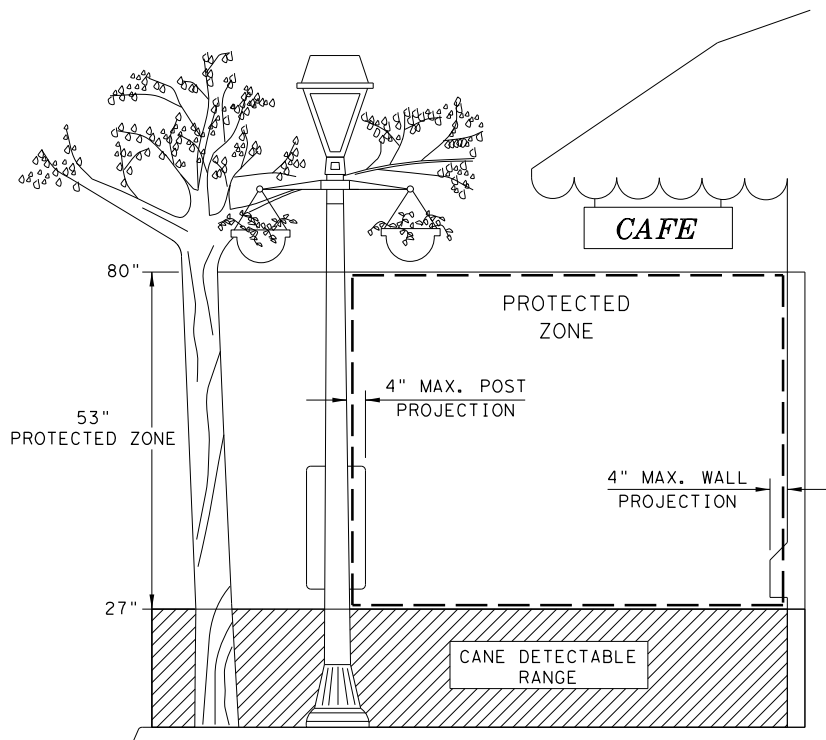 CAFE
80"
PROTECTED
ZONE
4" MAX. POST
PROJECTION
53"
PROTECTED ZONE
4" MAX. WALL
PROJECTION
27"
CANE DETECTABLE
RANGE